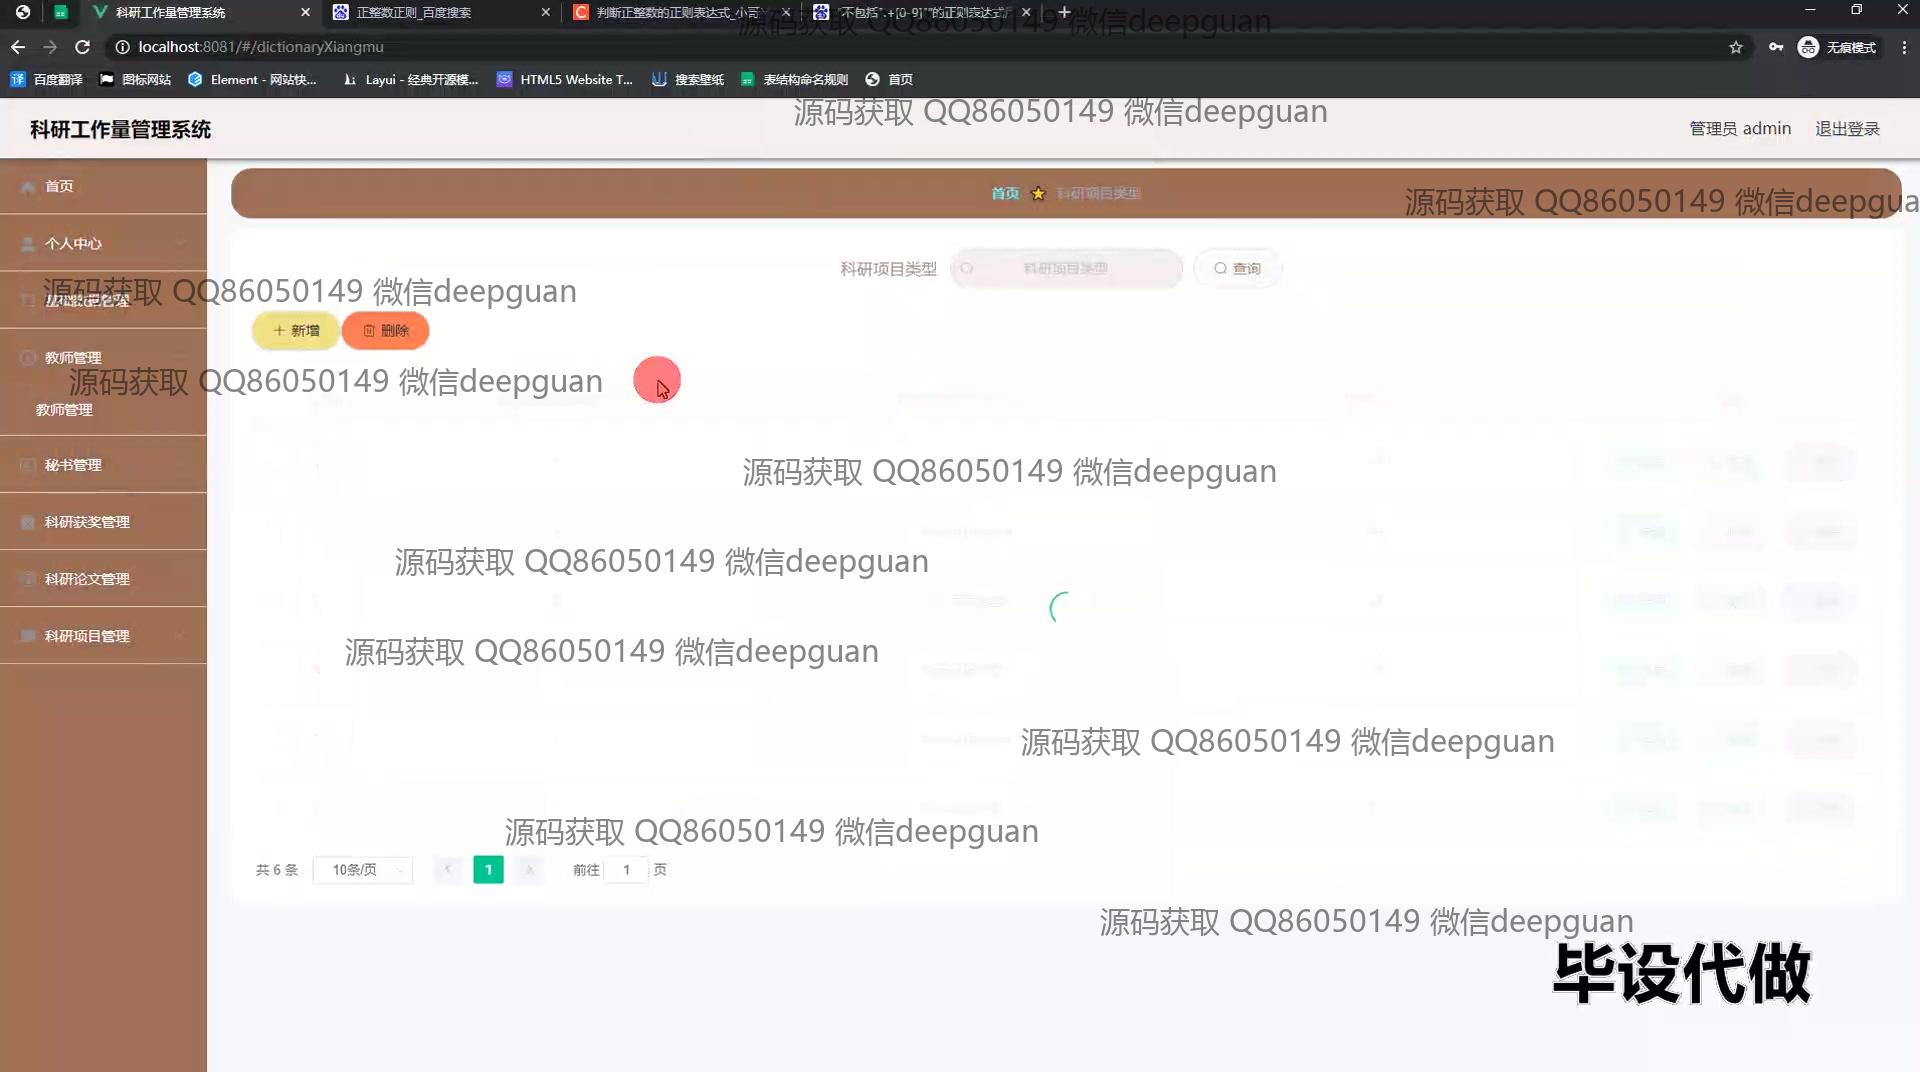 科研工作量管理系统
正整数正则_百度搜索
判断正整数的正则表达式_小哥
"不包括".+[0-9]*"的正则表达式
源码获取 QQ86050149 微信deepguan
localhost:8081/#/dictionaryXiangmu
无痕模式
百度翻译
图标网站
Element - 网站快...
Layui - 经典开源模...
HTML5 Website T...
搜索壁纸
表结构命名规则
首页
源码获取 QQ86050149 微信deepguan
科研工作量管理系统
管理员 admin
退出登录
首页
首页
科研项目类型
源码获取 QQ86050149 微信deepgua
个人中心
科研项目类型
科研项目类型
查询
源码获取 QQ86050149 微信deepguan
基础数据管理
新增
删除
教师管理
源码获取 QQ86050149 微信deepguan
教师管理
秘书管理
源码获取 QQ86050149 微信deepguan
科研获奖管理
源码获取 QQ86050149 微信deepguan
科研论文管理
科研项目管理
源码获取 QQ86050149 微信deepguan
源码获取 QQ86050149 微信deepguan
源码获取 QQ86050149 微信deepguan
共 6 条
10条/页
1
前往
1
页
源码获取 QQ86050149 微信deepguan
毕设代做